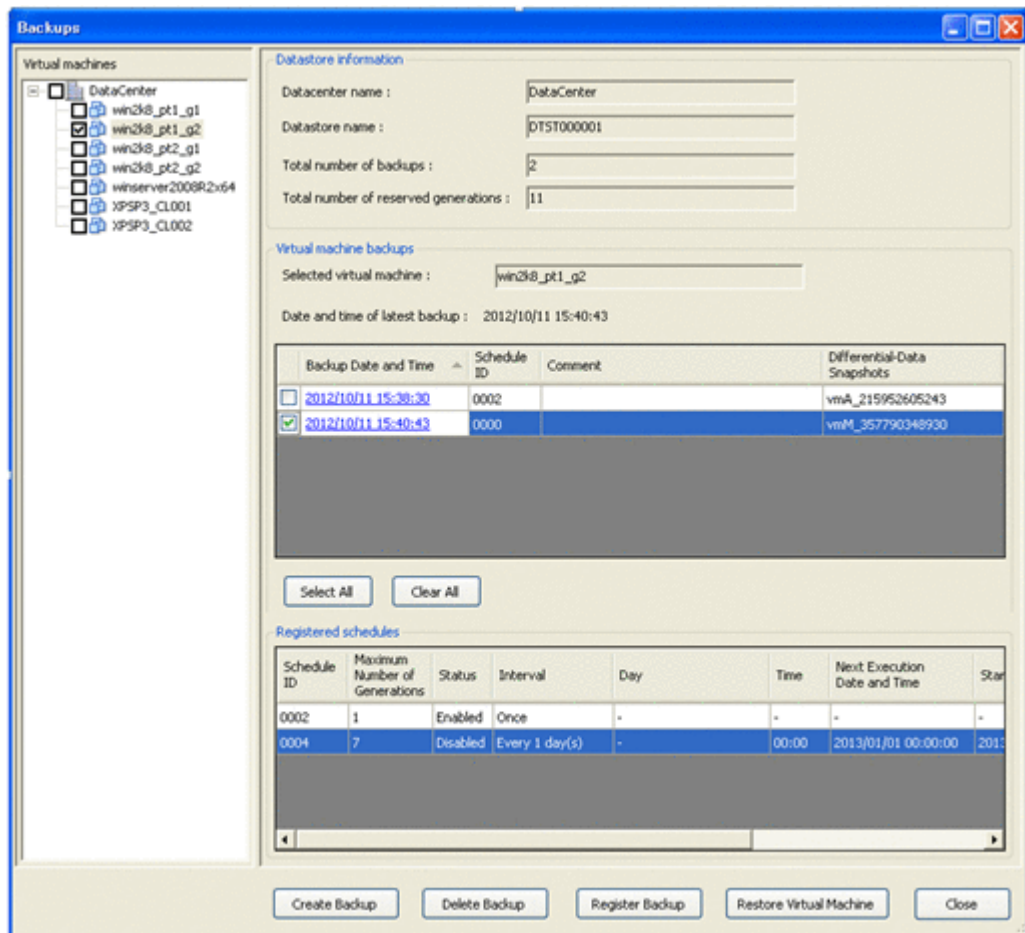 Backups
Virtual machines
DataCenter
win2k8_pt1_g1
win2k8_pt1_g2
win2k8_pt2_g1
win2k8_pt2_g2
winserver2008R2x64
XPSP3_CL001
XPSP3_CL002
Datastore information
Datacenter name : DataCenter
Datastore name : DTST000001
Total number of backups : 2
Total number of reserved generations : 11
Virtual machine backups
Selected virtual machine : win2k8_pt1_g2
Date and time of latest backup : 2012/10/11 15:40:43
Backup Date and Time Schedule ID Comment Differential-Data Snapshots
2012/10/11 15:38:30 0002 vmA_215952605243
2012/10/11 15:40:43 0000 vmM_357790348930
Select All Clear All
Registered schedules
Schedule ID Maximum Number of Generations Status Interval Day Time Next Execution Date and Time Star
0002 1 Enabled Once - - - -
0004 7 Disabled Every 1 day(s) - 00:00 2013/01/01 00:00:00 2013
Create Backup Delete Backup Register Backup Restore Virtual Machine Close